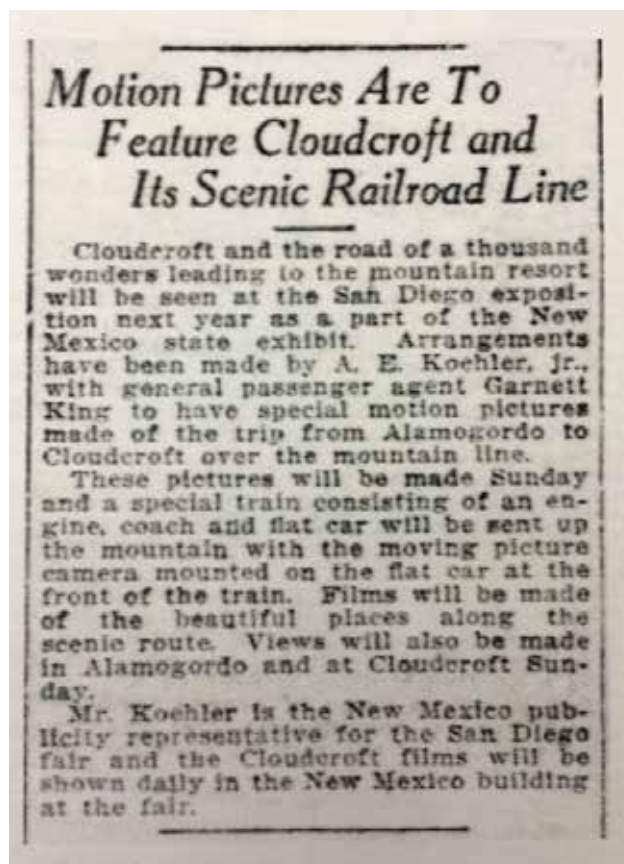 Motion Pictures Are To
Feature Cloudcroft and
Its Scenic Railroad Line
Cloudcroft and the road of a thousand
wonders leading to the mountain resort
will be seen at the San Diego exposi-
tion next year as a part of the New
Mexico state exhibit. Arrangements
have been made by A. E. Koehler, jr.,
with general passenger agent Garnett
King to have special motion pictures
made of the trip from Alamogordo to
Cloudcroft over the mountain line.
These pictures will be made Sunday
and a special train consisting of an en-
gine, coach and flat car will be sent up
the mountain with the moving picture
camera mounted on the flat car at the
front of the train. Films will be made
of the beautiful places along the
scenic route. Views will also be made
in Alamogordo and at Cloudcroft Sun-
day.
Mr. Koehler is the New Mexico pub-
licity representative for the San Diego
fair and the Cloudcroft films will be
shown daily in the New Mexico building
at the fair.